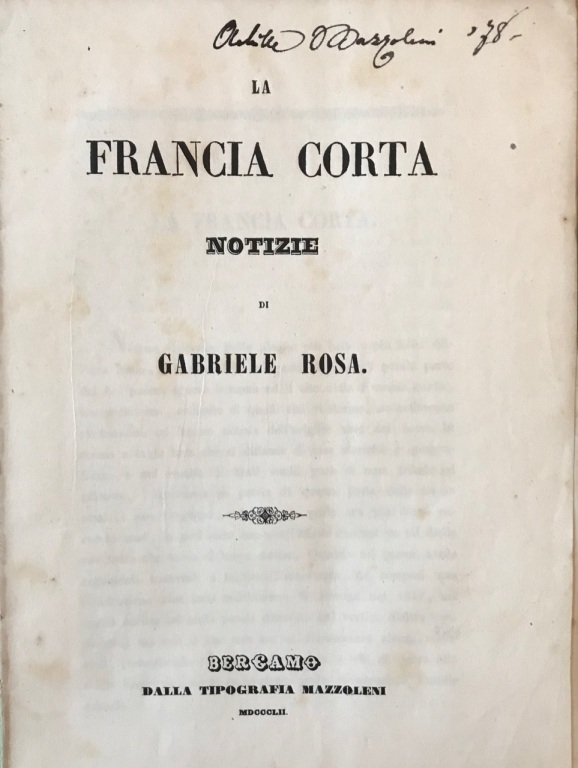 Achille Mazzoleni '78-
LA
FRANCIA CORTA
NOTIZIE
DI
GABRIELE ROSA.
BERGAMO
DALLA TIPOGRAFIA MAZZOLENI
MDCCCLII.